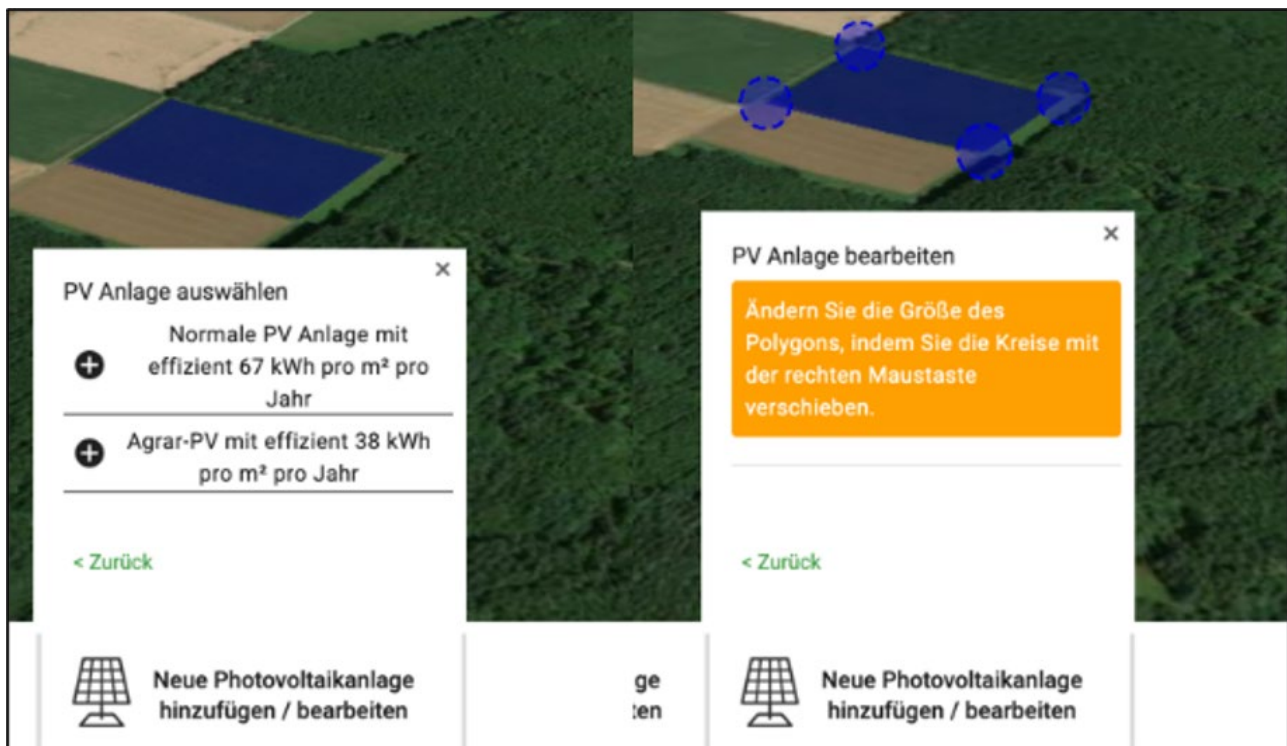 PV Anlage auswählen
Normale PV Anlage mit
effizient 67 kWh pro m² pro
Jahr
Agrar-PV mit effizient 38 kWh
pro m² pro Jahr
< Zurück
Neue Photovoltaikanlage
hinzufügen / bearbeiten
ge
ten
PV Anlage bearbeiten
Ändern Sie die Größe des
Polygons, indem Sie die Kreise mit
der rechten Maustaste
verschieben.
< Zurück
Neue Photovoltaikanlage
hinzufügen / bearbeiten